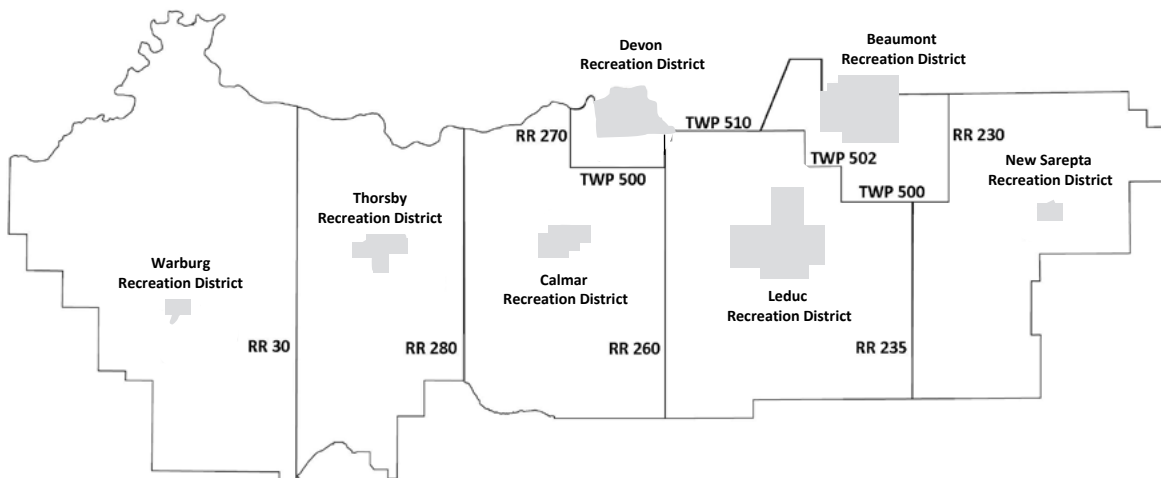 Devon
Recreation District
Beaumont
Recreation District
RR 270
TWP 510
RR 230
TWP 502
New Sarepta
Recreation District
TWP 500
TWP 500
Thorsby
Recreation District
Warburg
Recreation District
Calmar
Recreation District
Leduc
Recreation District
RR 30
RR 280
RR 260
RR 235